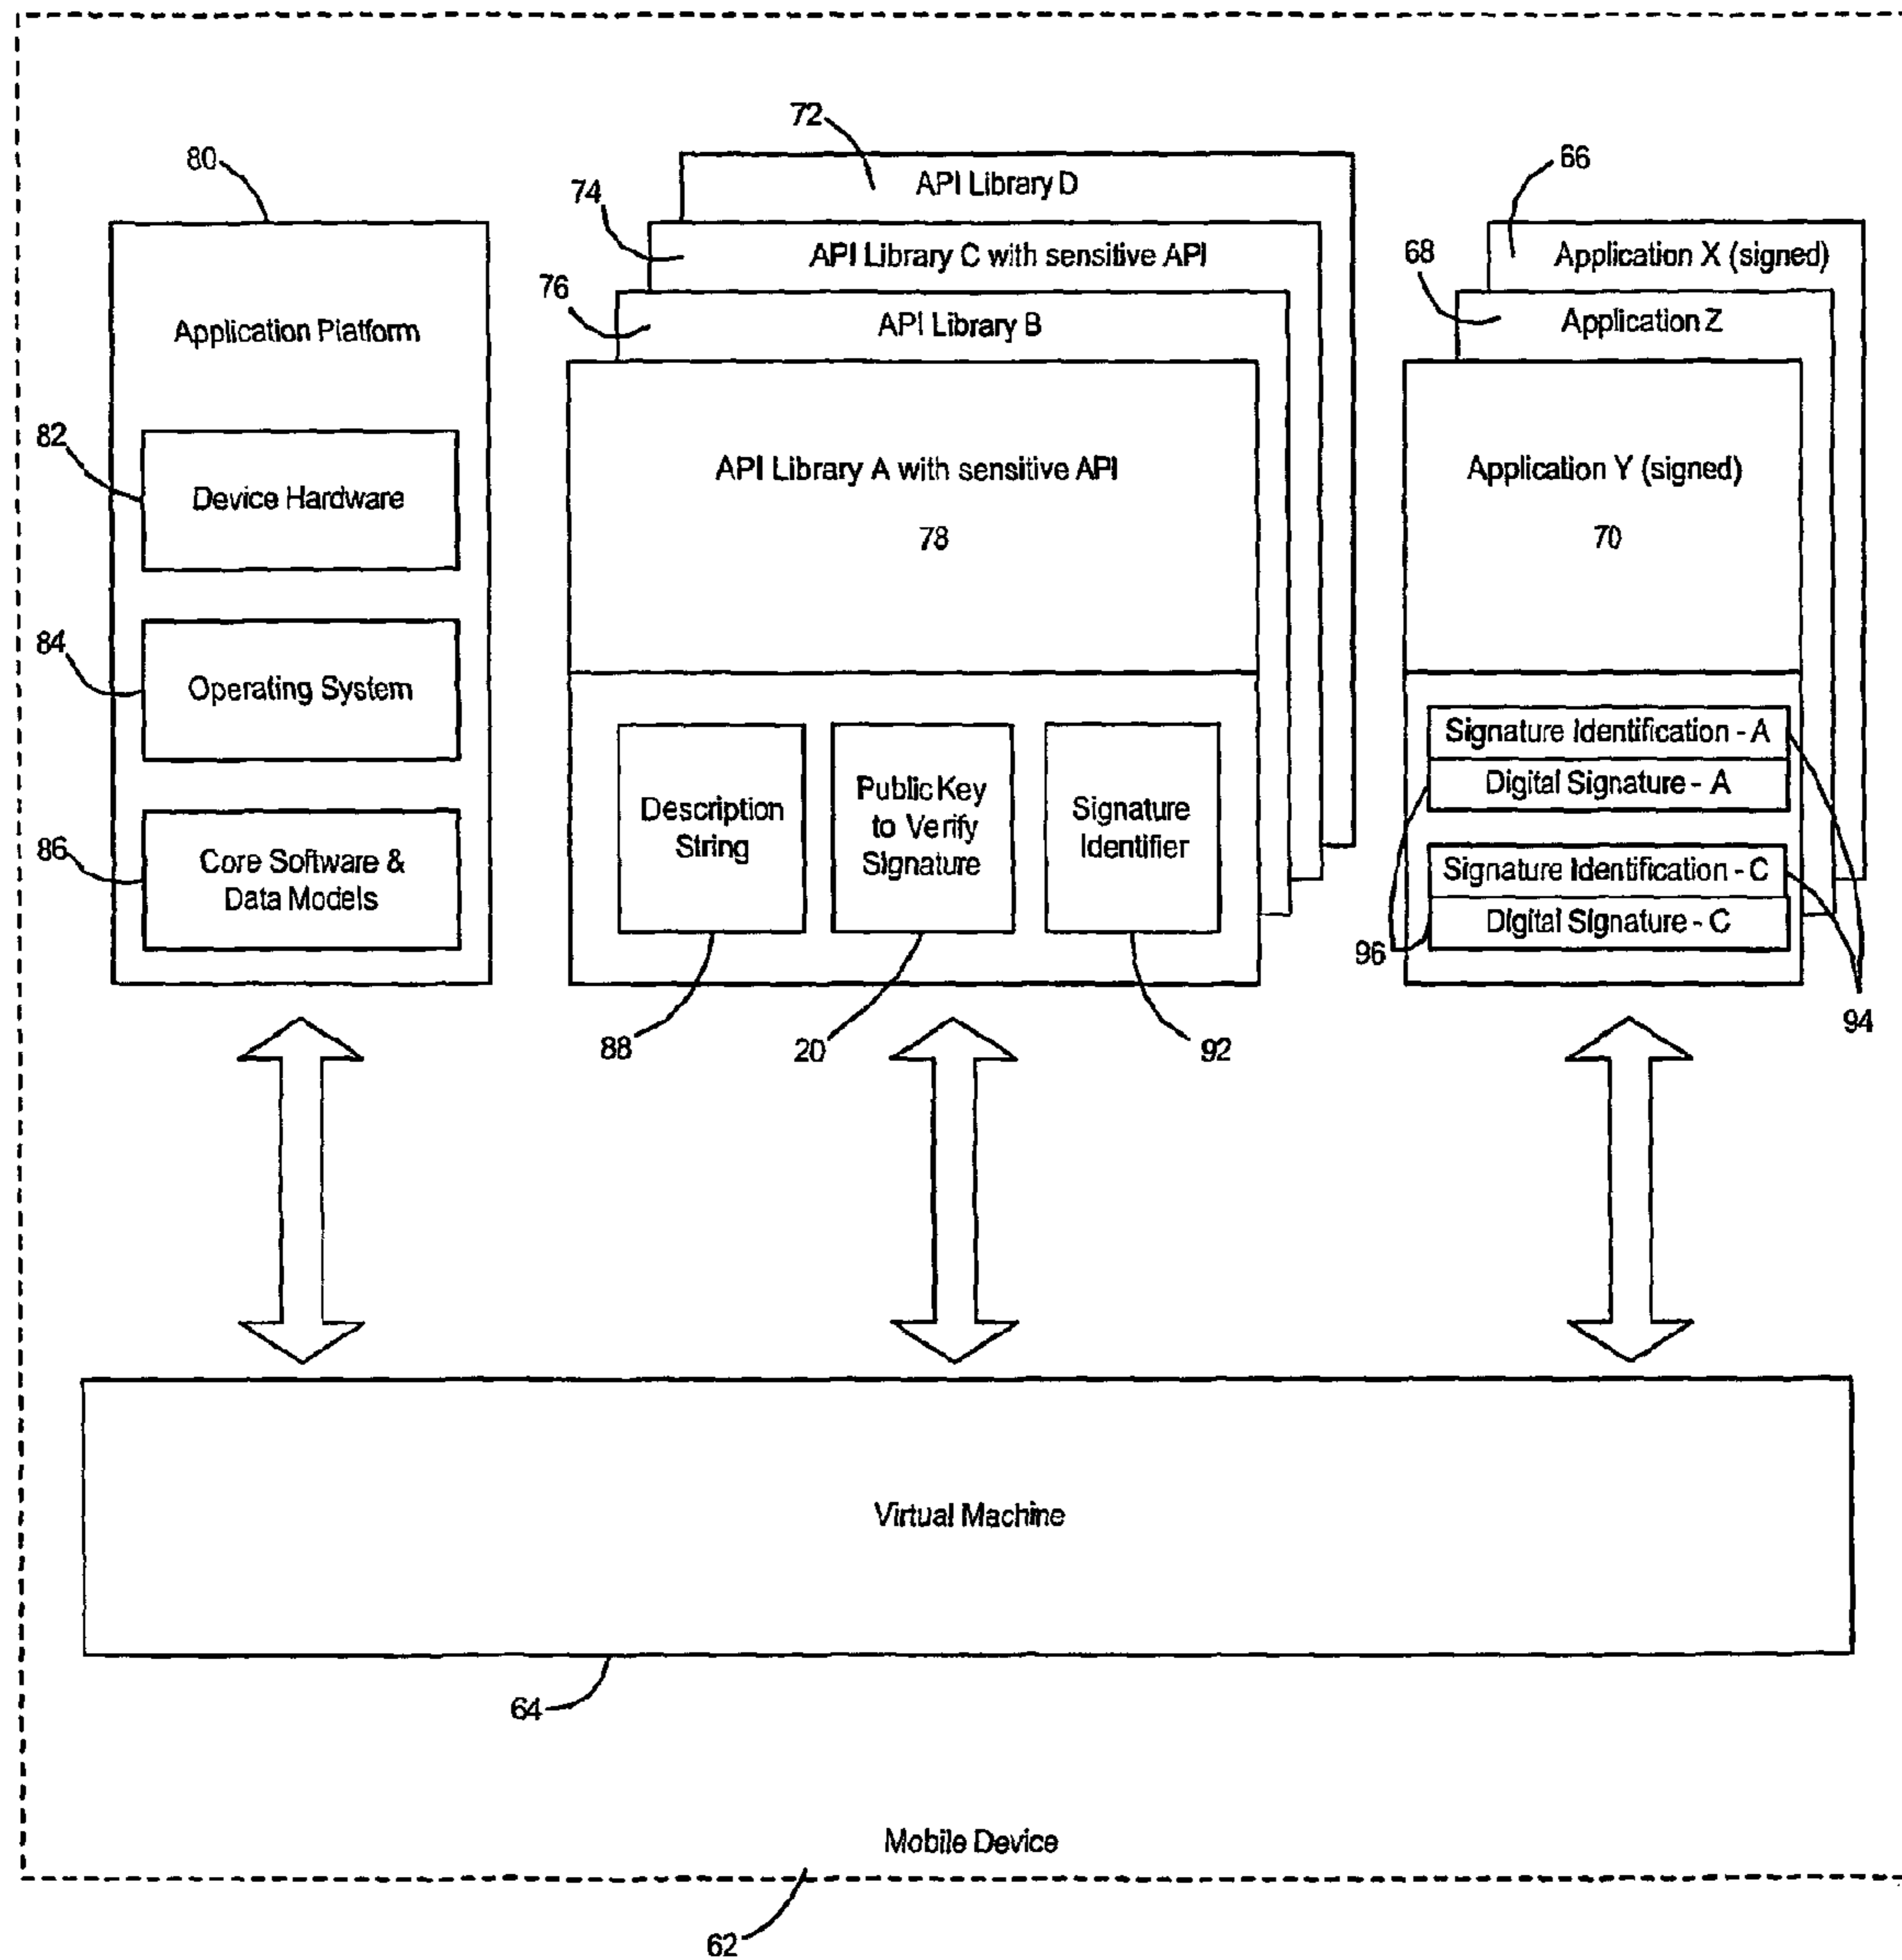 72
80
66
API Library D
74
68
API Library C with sensitive API
Application X (signed)
76
API Library B
Application Z
Application Platform
82
API Library A with sensitive API
Application Y (signed)
Device Hardware
78
70
84
Operating System
Signature Identification - A
Digital Signature - A
Description
String
Public Key
to Verify
Signature
Signature
Identifier
86
Core Software &
Data Models
Signature Identification - C
Digital Signature - C
96
94
88
20
92
Virtual Machine
64
Mobile Device
62